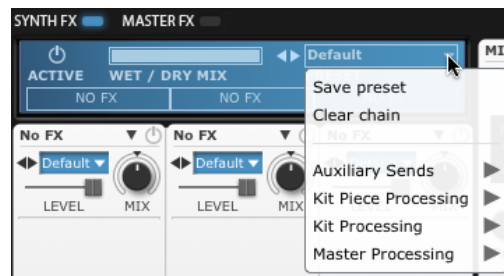 SYNTH FX MASTER FX
Default
ACTIVE WET / DRY MIX
NO FX NO FX
MI
Save preset
Clear chain
Auxiliary Sends
Kit Piece Processing
Kit Processing
Master Processing
No FX No FX
Default Default
LEVEL MIX LEVEL MIX